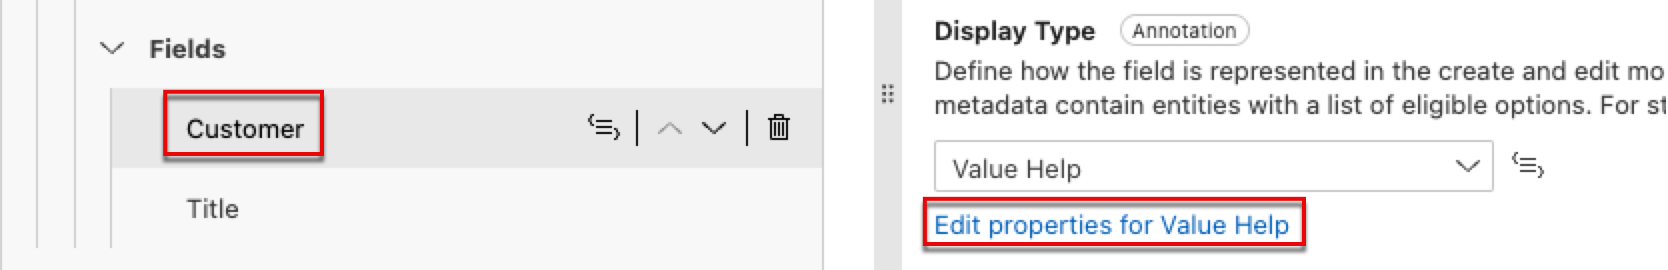 Fields
Customer
Title
Display Type Annotation
Define how the field is represented in the create and edit mo
metadata contain entities with a list of eligible options. For st
Value Help
Edit properties for Value Help